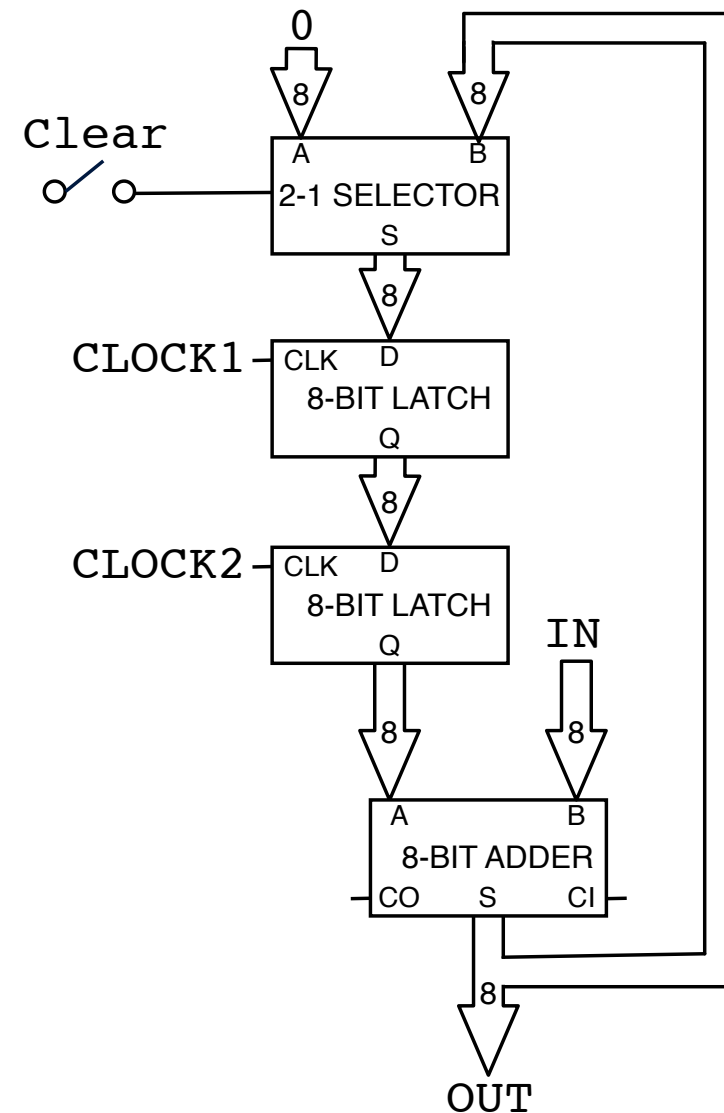 0
8 8
Clear
A B
2-1 SELECTOR
S
8
CLOCK1 CLK D
8-BIT LATCH
Q
8
CLOCK2 CLK D
8-BIT LATCH
Q
IN
8 8
A B
8-BIT ADDER
CO S CI
8
OUT